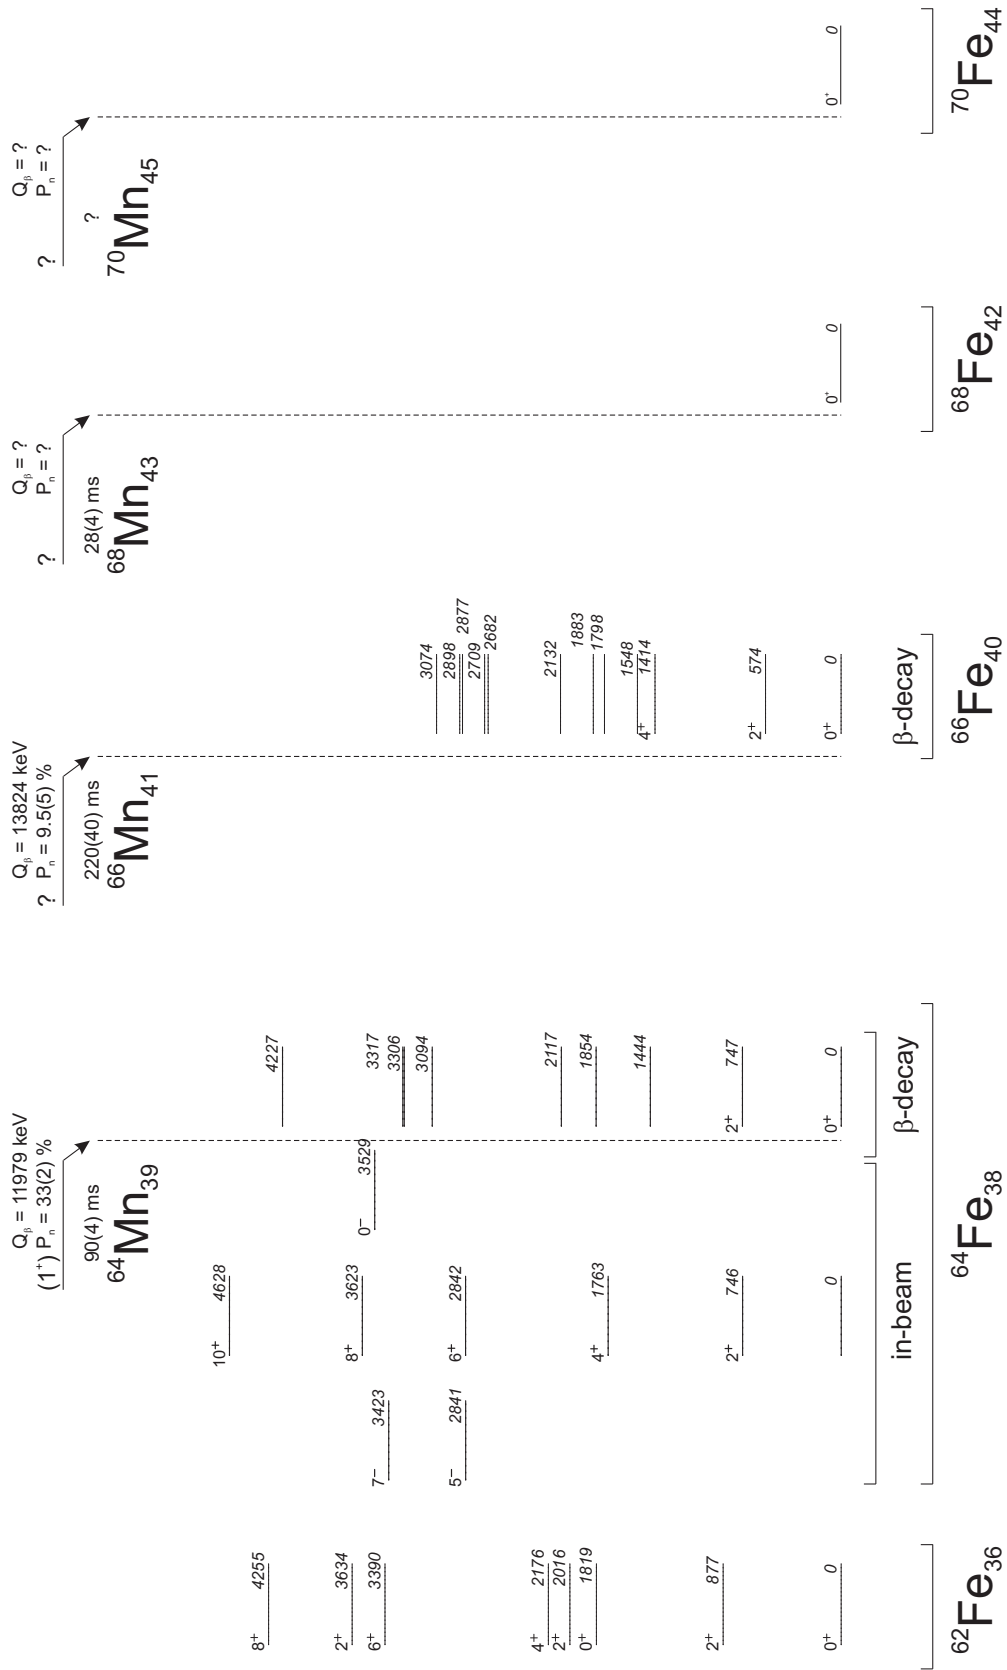 8⁺ 4255
2⁺ 3634
6⁺ 3390
4⁺ 2176
2⁺ 2016
0⁺ 1819
2⁺ 877
0⁺ 0
⁶²Fe₃₆
Qᵦ = 11979 keV
(1⁺) Pₙ = 33(2) %
90(4) ms
⁶⁴Mn₃₉
7⁻ 3423
5⁻ 2841
10⁺ 4628
8⁺ 3623
6⁺ 2842
4⁺ 1763
2⁺ 746
0
0⁻ 3529
4227
3317
3306
3094
2117
1854
1444
2⁺ 747
0⁺ 0
in-beam
β-decay
⁶⁴Fe₃₈
Qᵦ = 13824 keV
? Pₙ = 9.5(5) %
220(40) ms
⁶⁶Mn₄₁
3074
2898
2877
2709
2682
2132
1883
1798
1548
4⁺ 1414
2⁺ 574
0⁺ 0
β-decay
⁶⁶Fe₄₀
Qᵦ = ?
? Pₙ = ?
28(4) ms
⁶⁸Mn₄₃
0⁺ 0
⁶⁸Fe₄₂
Qᵦ = ?
? Pₙ = ?
?
⁷⁰Mn₄₅
0⁺ 0
⁷⁰Fe₄₄